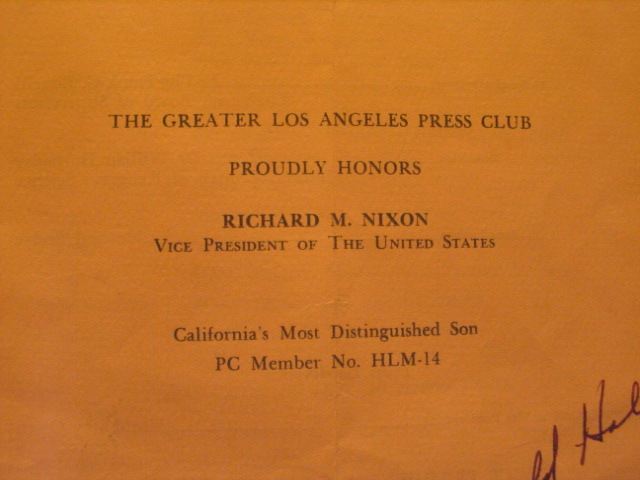 THE GREATER LOS ANGELES PRESS CLUB
PROUDLY HONORS
RICHARD M. NIXON
VICE PRESIDENT OF THE UNITED STATES
California's Most Distinguished Son
PC Member No. HLM-14